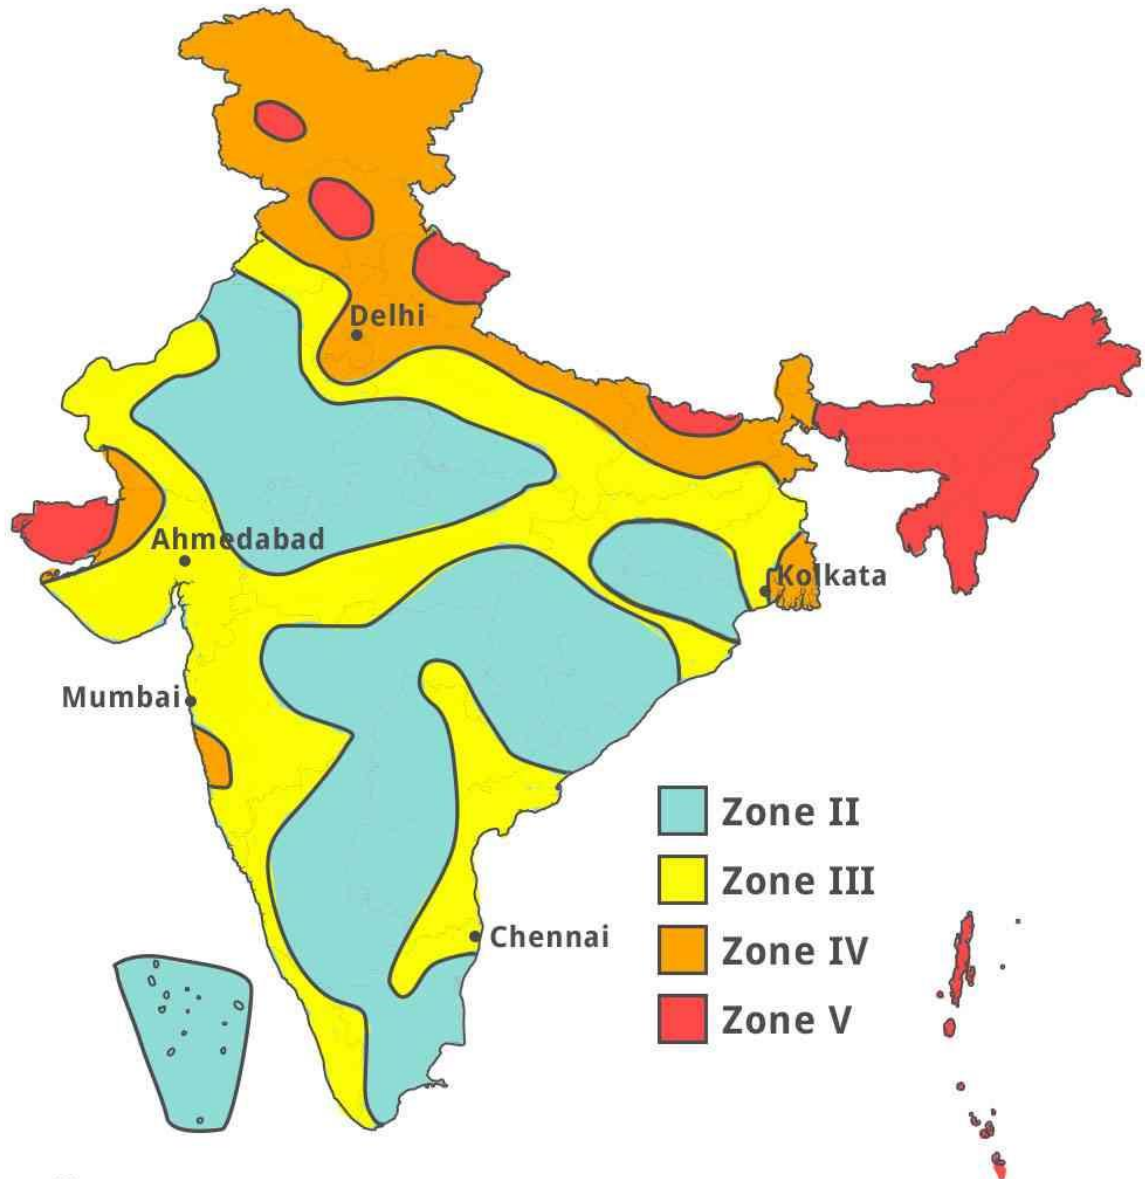 Delhi
Ahmedabad
Kolkata
Mumbai
Zone II
Zone III
Chennai
Zone IV
Zone V